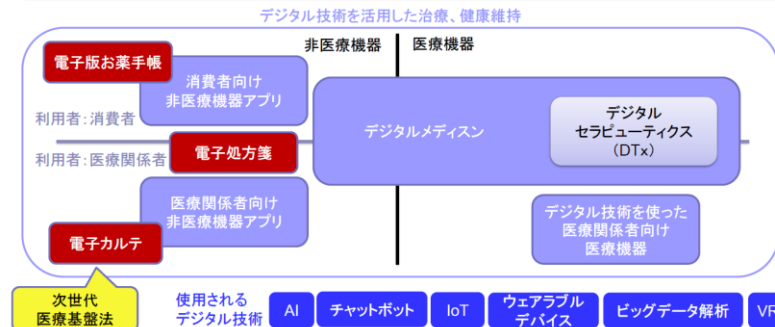 デジタル技術を活用した治療、健康維持
非医療機器
医療機器
電子版お薬手帳
消費者向け
非医療機器アプリ
利用者:消費者
デジタルメディスン
デジタル
セラピューティクス
(DTx)
利用者:医療関係者
電子処方箋
医療関係者向け
非医療機器アプリ
電子カルテ
デジタル技術を使った
医療関係者向け
医療機器
次世代
医療基盤法
使用される
デジタル技術
AI
チャットボット
IoT
ウェアラブル
デバイス
ビッグデータ解析
VR